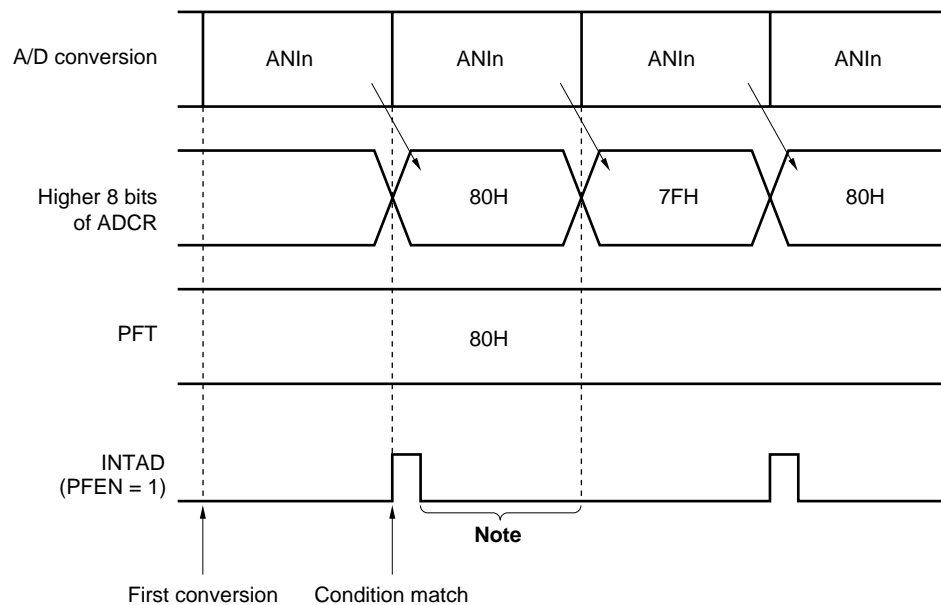 A/D conversion
ANIn
ANIn
ANIn
ANIn
Higher 8 bits
of ADCR
80H
7FH
80H
PFT
80H
INTAD
(PFEN = 1)
Note
First conversion
Condition match